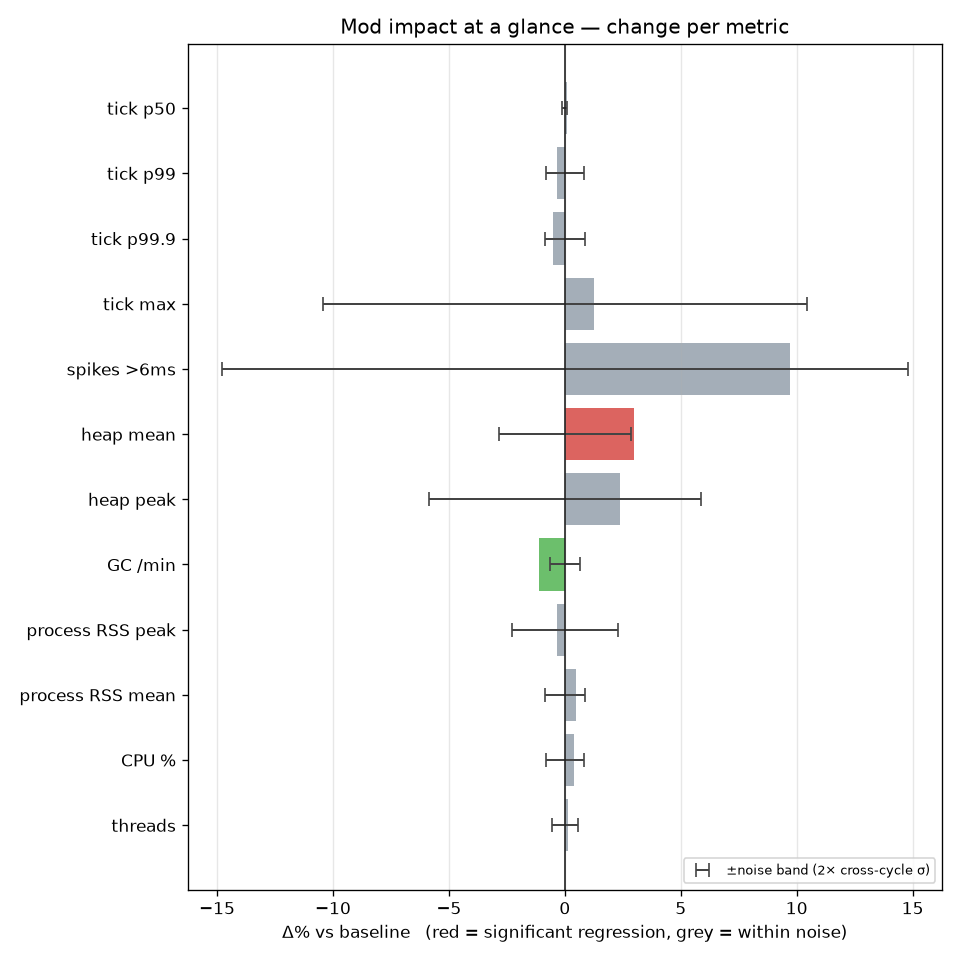 Mod impact at a glance — change per metric
tick p50
tick p99
tick p99.9
tick max
spikes >6ms
heap mean
heap peak
GC /min
process RSS peak
process RSS mean
CPU %
threads
±noise band (2× cross-cycle σ)
−15 −10 −5 0 5 10 15
Δ% vs baseline (red = significant regression, grey = within noise)